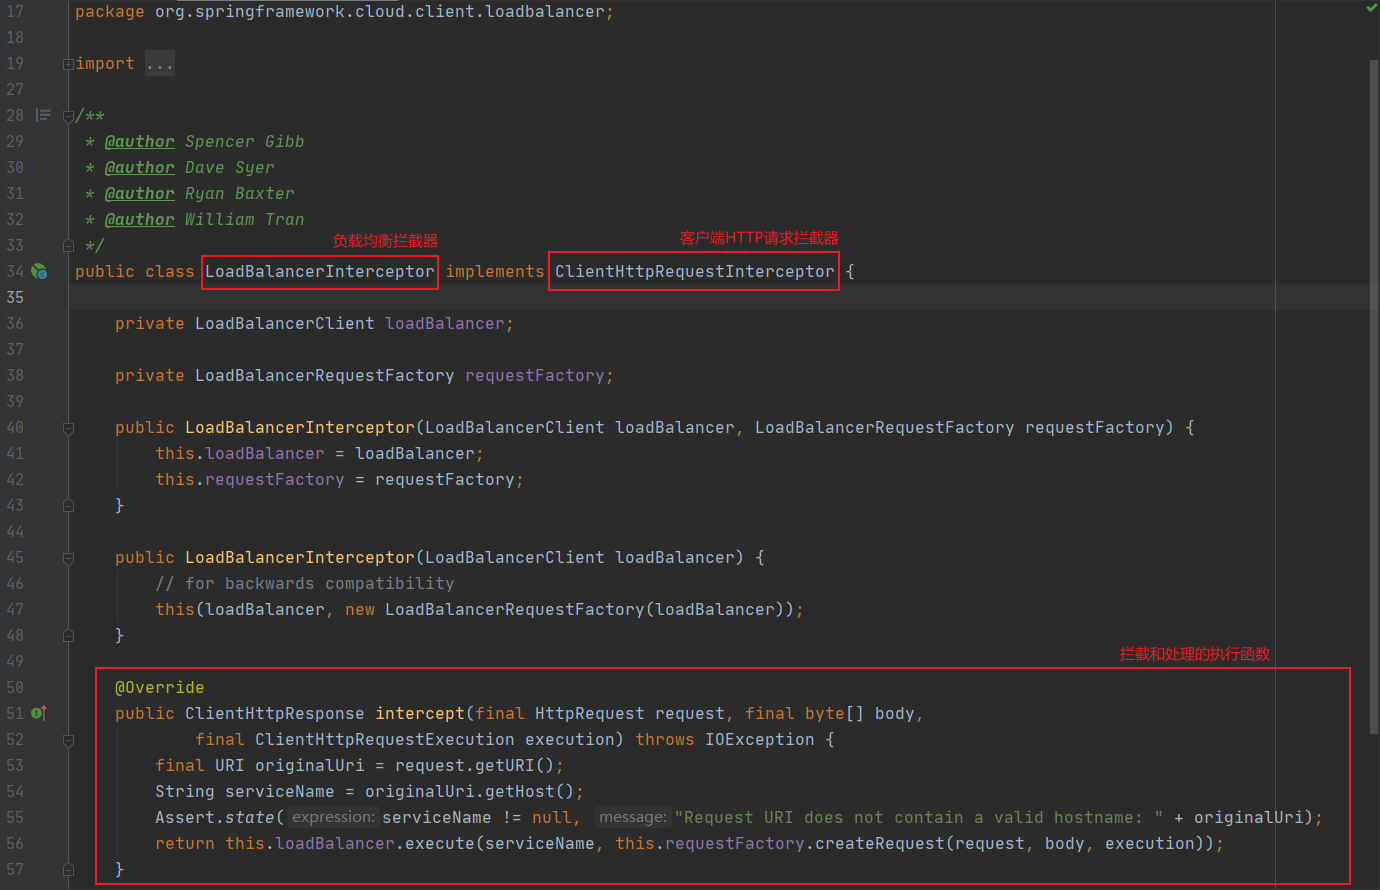 17 package org.springframework.cloud.client.loadbalancer;
18
19 import ...
27
28 /**
29 * @author Spencer Gibb
30 * @author Dave Syer
31 * @author Ryan Baxter
32 * @author William Tran
33 */
负载均衡拦截器 客户端HTTP请求拦截器
34 public class LoadBalancerInterceptor implements ClientHttpRequestInterceptor {
35
36 private LoadBalancerClient loadBalancer;
37
38 private LoadBalancerRequestFactory requestFactory;
39
40 public LoadBalancerInterceptor(LoadBalancerClient loadBalancer, LoadBalancerRequestFactory requestFactory) {
41 this.loadBalancer = loadBalancer;
42 this.requestFactory = requestFactory;
43 }
44
45 public LoadBalancerInterceptor(LoadBalancerClient loadBalancer) {
46 // for backwards compatibility
47 this(loadBalancer, new LoadBalancerRequestFactory(loadBalancer));
48 }
49
拦截和处理的执行函数
50 @Override
51 public ClientHttpResponse intercept(final HttpRequest request, final byte[] body,
52 final ClientHttpRequestExecution execution) throws IOException {
53 final URI originalUri = request.getURI();
54 String serviceName = originalUri.getHost();
55 Assert.state( expression: serviceName != null, message: "Request URI does not contain a valid hostname: " + originalUri);
56 return this.loadBalancer.execute(serviceName, this.requestFactory.createRequest(request, body, execution));
57 }